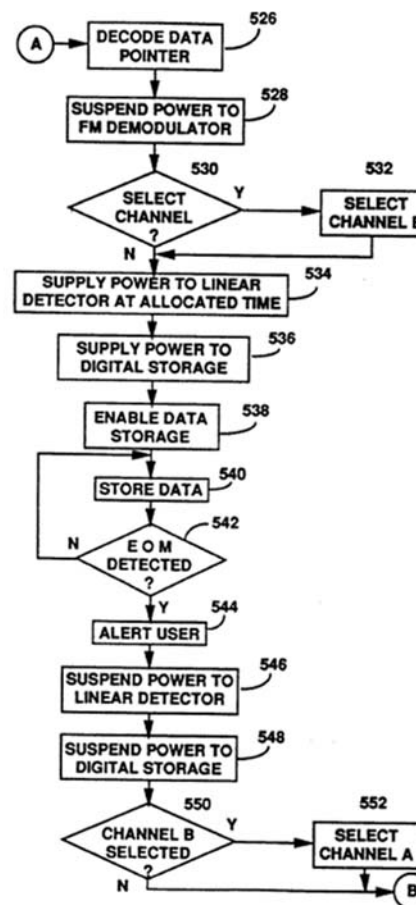 A
DECODE DATA
POINTER
526
SUSPEND POWER TO
FM DEMODULATOR
528
530
SELECT
CHANNEL
?
Y
N
532
SELECT
CHANNEL B
SUPPLY POWER TO LINEAR
DETECTOR AT ALLOCATED TIME
534
SUPPLY POWER TO
DIGITAL STORAGE
536
ENABLE DATA
STORAGE
538
STORE DATA
540
542
E O M
DETECTED
?
N
Y
544
ALERT USER
SUSPEND POWER TO
LINEAR DETECTOR
546
SUSPEND POWER TO
DIGITAL STORAGE
548
550
CHANNEL B
SELECTED
?
Y
N
552
SELECT
CHANNEL A
B